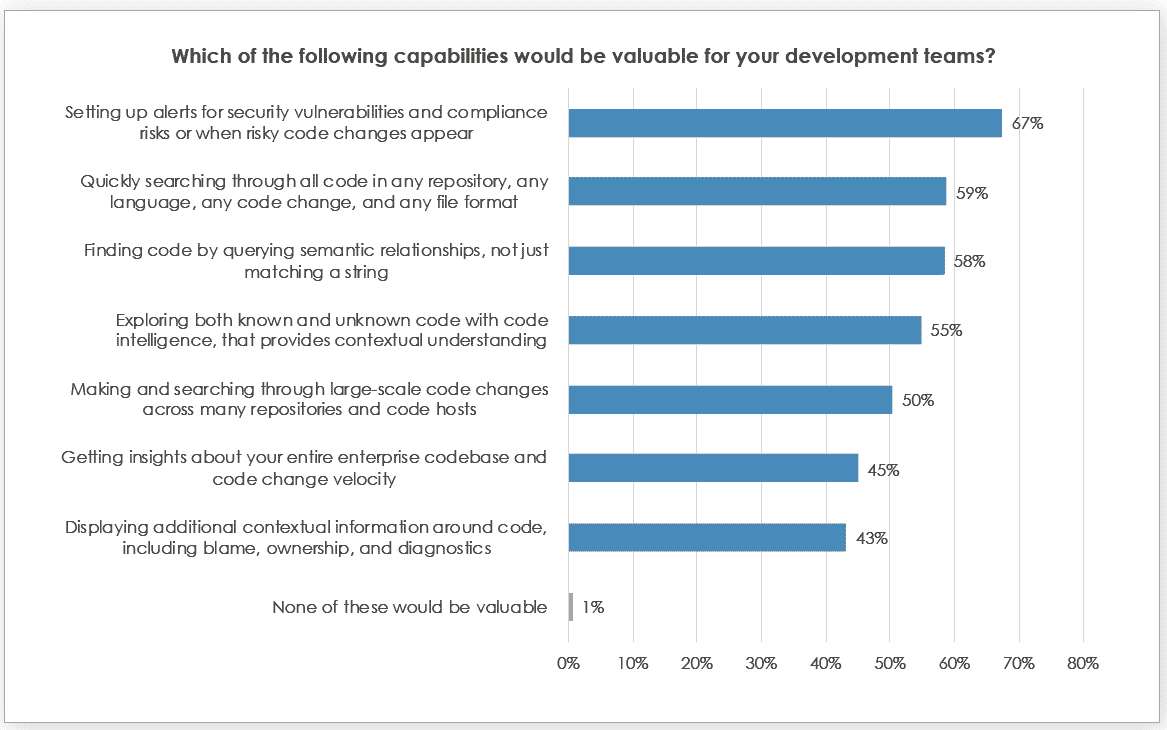 Which of the following capabilities would be valuable for your development teams?
Setting up alerts for security vulnerabilities and compliance
risks or when risky code changes appear
67%
Quickly searching through all code in any repository, any
language, any code change, and any file format
59%
Finding code by querying semantic relationships, not just
matching a string
58%
Exploring both known and unknown code with code
intelligence, that provides contextual understanding
55%
Making and searching through large-scale code changes
across many repositories and code hosts
50%
Getting insights about your entire enterprise codebase and
code change velocity
45%
Displaying additional contextual information around code,
including blame, ownership, and diagnostics
43%
None of these would be valuable
1%
0% 10% 20% 30% 40% 50% 60% 70% 80%